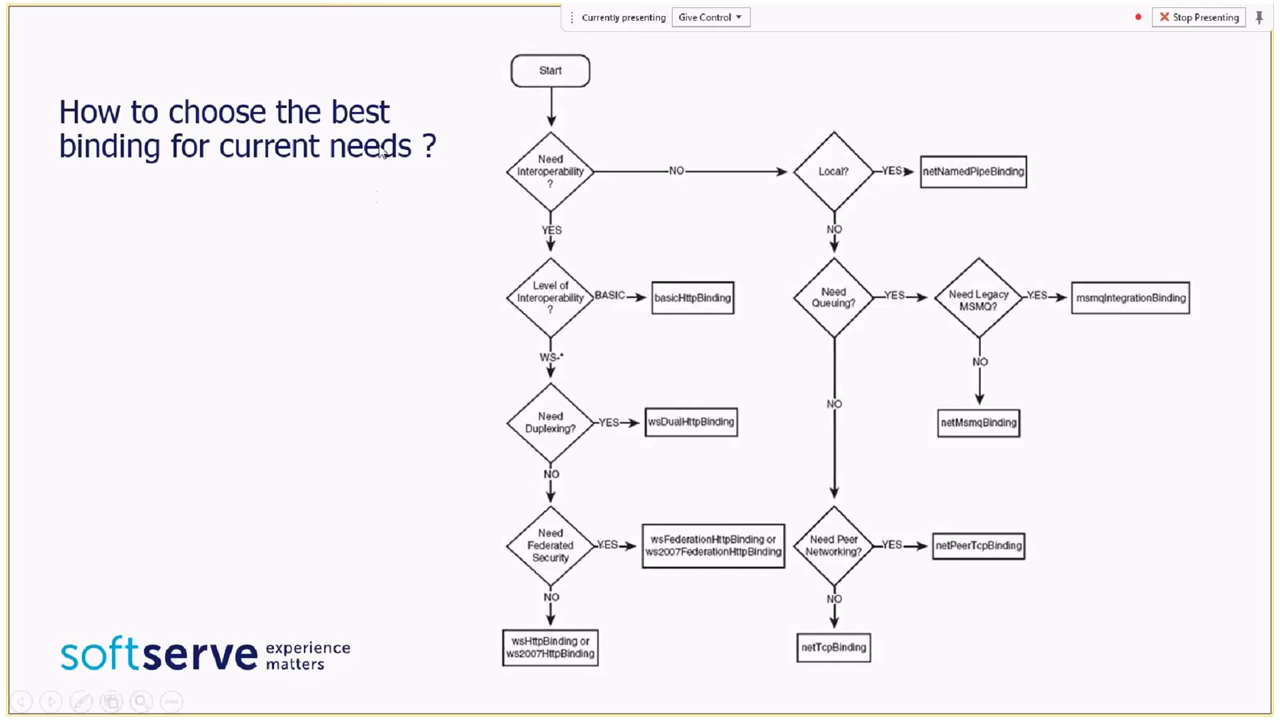 Currently presenting
Give Control
Stop Presenting
How to choose the best
binding for current needs ?
Start
Need
Interoperability
?
NO
Local?
YES
netNamedPipeBinding
YES
NO
Level of
Interoperability
?
BASIC
basicHttpBinding
Need
Queuing?
YES
Need Legacy
MSMQ?
YES
msmqIntegrationBinding
WS-*
NO
NO
Need
Duplexing?
YES
wsDualHttpBinding
netMsmqBinding
NO
Need
Federated
Security
YES
wsFederationHttpBinding or
ws2007FederationHttpBinding
Need Peer
Networking?
YES
netPeerTcpBinding
NO
NO
wsHttpBinding or
ws2007HttpBinding
netTcpBinding
softserve
experience
matters